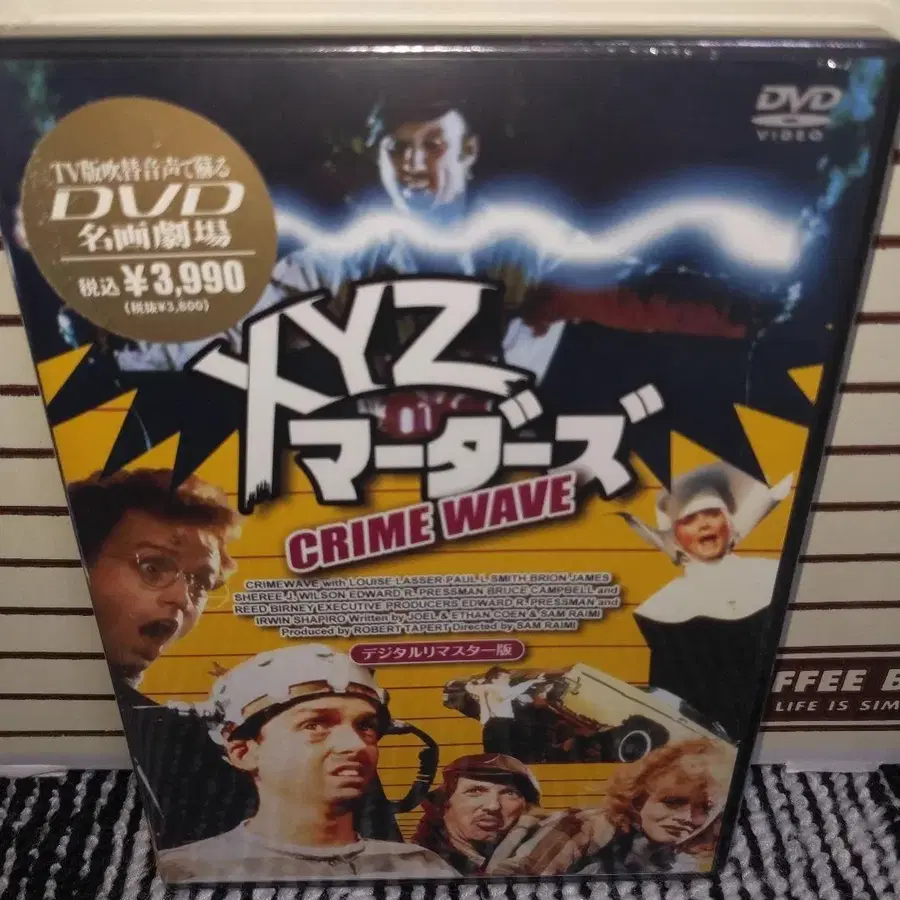 TV版吹替音声で蘇る
DVD
名画劇場
税込 ¥3,990
(税抜¥3,800)
DVD
VIDEO
XYZ
マーダーズ
CRIME WAVE
CRIMEWAVE with LOUISE LASSER PAUL L SMITH BRION JAMES
SHEREE J. WILSON EDWARD R. PRESSMAN BRUCE CAMPBELL and
REED BIRNEY EXECUTIVE PRODUCERS EDWARD R. PRESSMAN and
IRWIN SHAPIRO Written by JOEL & ETHAN COEN & SAM RAIMI
Produced by ROBERT TAPERT Directed by SAM RAIMI
デジタルリマスター版
FFEE B
LIFE IS SIM